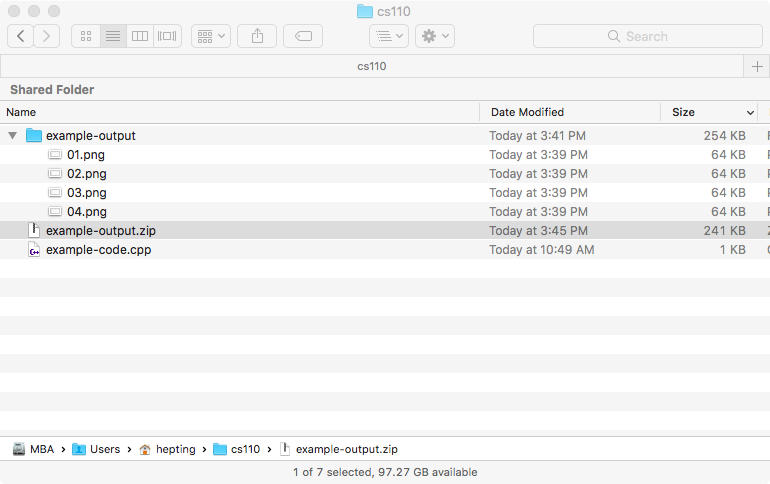 cs110
Search
cs110
Shared Folder
Name Date Modified Size
example-output Today at 3:41 PM 254 KB
01.png Today at 3:39 PM 64 KB
02.png Today at 3:39 PM 64 KB
03.png Today at 3:39 PM 64 KB
04.png Today at 3:39 PM 64 KB
example-output.zip Today at 3:45 PM 241 KB
example-code.cpp Today at 10:49 AM 1 KB
MBA › Users › hepting › cs110 › example-output.zip
1 of 7 selected, 97.27 GB available